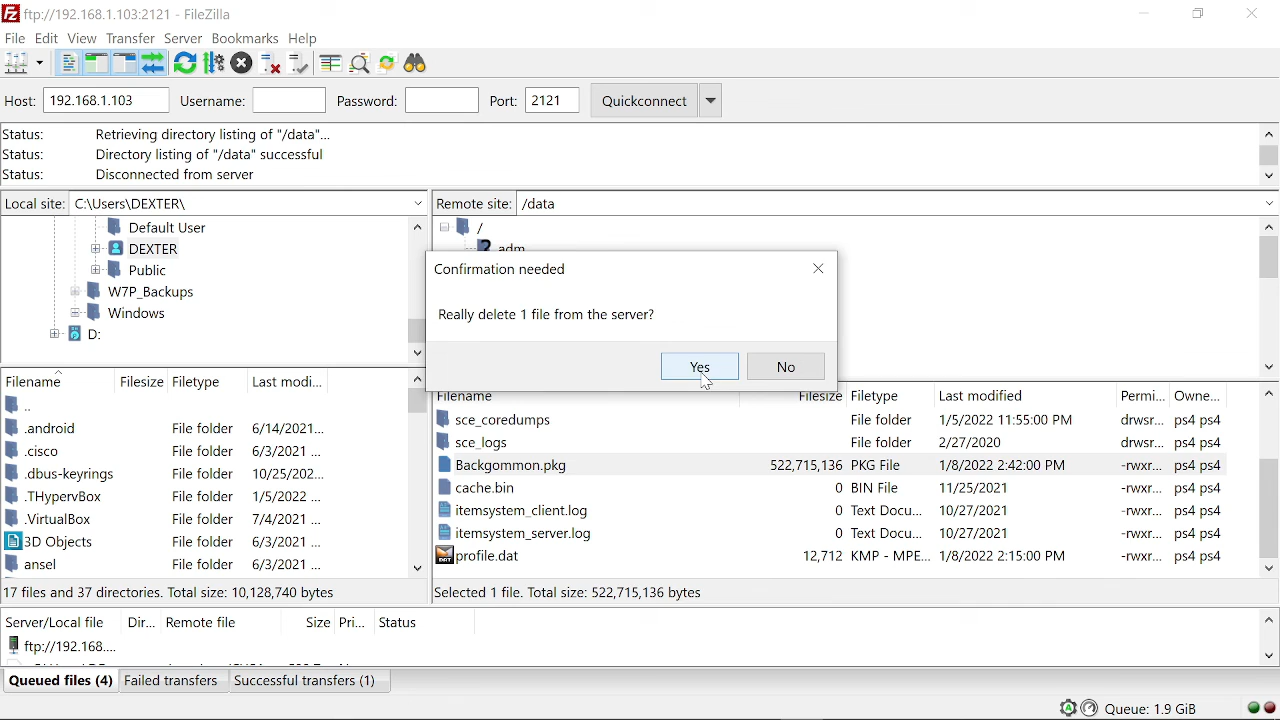 ftp://192.168.1.103:2121 - FileZilla
File Edit View Transfer Server Bookmarks Help
Host: 192.168.1.103 Username: Password: Port: 2121 Quickconnect
Status: Retrieving directory listing of "/data"...
Status: Directory listing of "/data" successful
Status: Disconnected from server
Local site: C:\Users\DEXTER\
Default User
DEXTER
Public
W7P_Backups
Windows
D:
Filename Filesize Filetype Last modi...
..
.android File folder 6/14/2021...
.cisco File folder 6/3/2021 ...
.dbus-keyrings File folder 10/25/202...
.THypervBox File folder 1/5/2022 ...
.VirtualBox File folder 7/4/2021 ...
3D Objects File folder 6/3/2021 ...
ansel File folder 6/3/2021 ...
17 files and 37 directories. Total size: 10,128,740 bytes
Remote site: /data
/
adm
Confirmation needed
Really delete 1 file from the server?
Yes No
Filename Filesize Filetype Last modified Permi... Owne...
sce_coredumps File folder 1/5/2022 11:55:00 PM drwsr... ps4 ps4
sce_logs File folder 2/27/2020 drwsr... ps4 ps4
Backgommon.pkg 522,715,136 PKG File 1/8/2022 2:42:00 PM -rwxr... ps4 ps4
cache.bin 0 BIN File 11/25/2021 -rwxr... ps4 ps4
itemsystem_client.log 0 Text Docu... 10/27/2021 -rwxr... ps4 ps4
itemsystem_server.log 0 Text Docu... 10/27/2021 -rwxr... ps4 ps4
profile.dat 12,712 KMP - MPE... 1/8/2022 2:15:00 PM -rwxr... ps4 ps4
Selected 1 file. Total size: 522,715,136 bytes
Server/Local file Dir... Remote file Size Pri... Status
ftp://192.168....
Queued files (4) Failed transfers Successful transfers (1)
Queue: 1.9 GiB